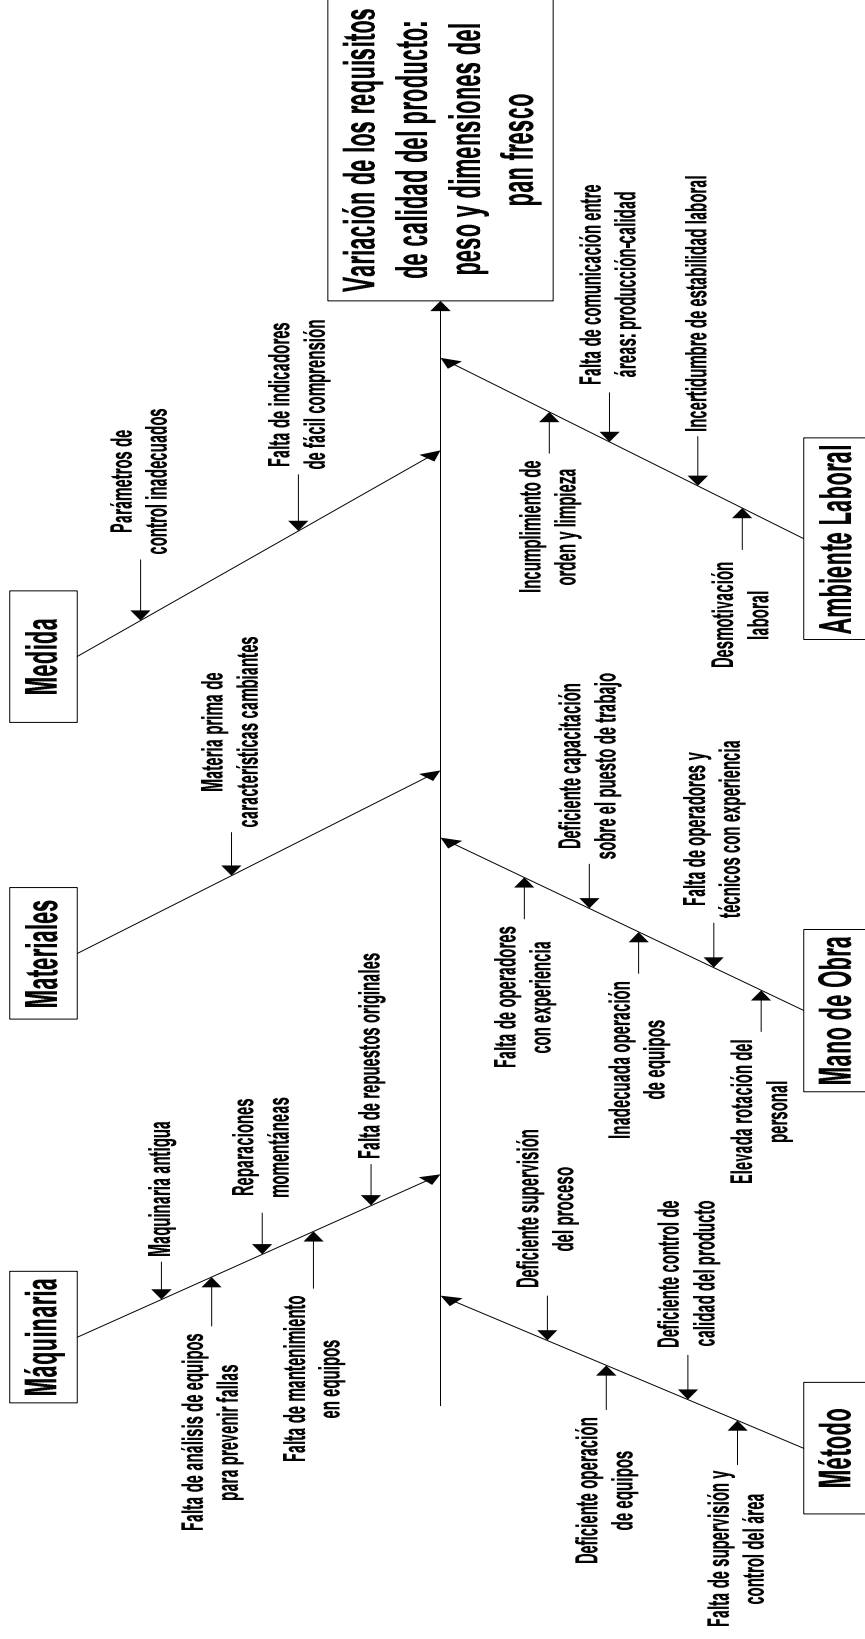 Máquinaria
Materiales
Medida
Maquinaria antigua
Falta de análisis de equipos
para prevenir fallas
Reparaciones
momentáneas
Falta de mantenimiento
en equipos
Falta de repuestos originales
Materia prima de
características cambiantes
Parámetros de
control inadecuados
Falta de indicadores
de fácil comprensión
Variación de los requisitos
de calidad del producto:
peso y dimensiones del
pan fresco
Deficiente supervisión
del proceso
Deficiente operación
de equipos
Deficiente control de
calidad del producto
Falta de supervisión y
control del área
Falta de operadores
con experiencia
Deficiente capacitación
sobre el puesto de trabajo
Inadecuada operación
de equipos
Falta de operadores y
técnicos con experiencia
Elevada rotación del
personal
Incumplimiento de
orden y limpieza
Falta de comunicación entre
áreas: producción-calidad
Incertidumbre de estabilidad laboral
Desmotivación
laboral
Método
Mano de Obra
Ambiente Laboral